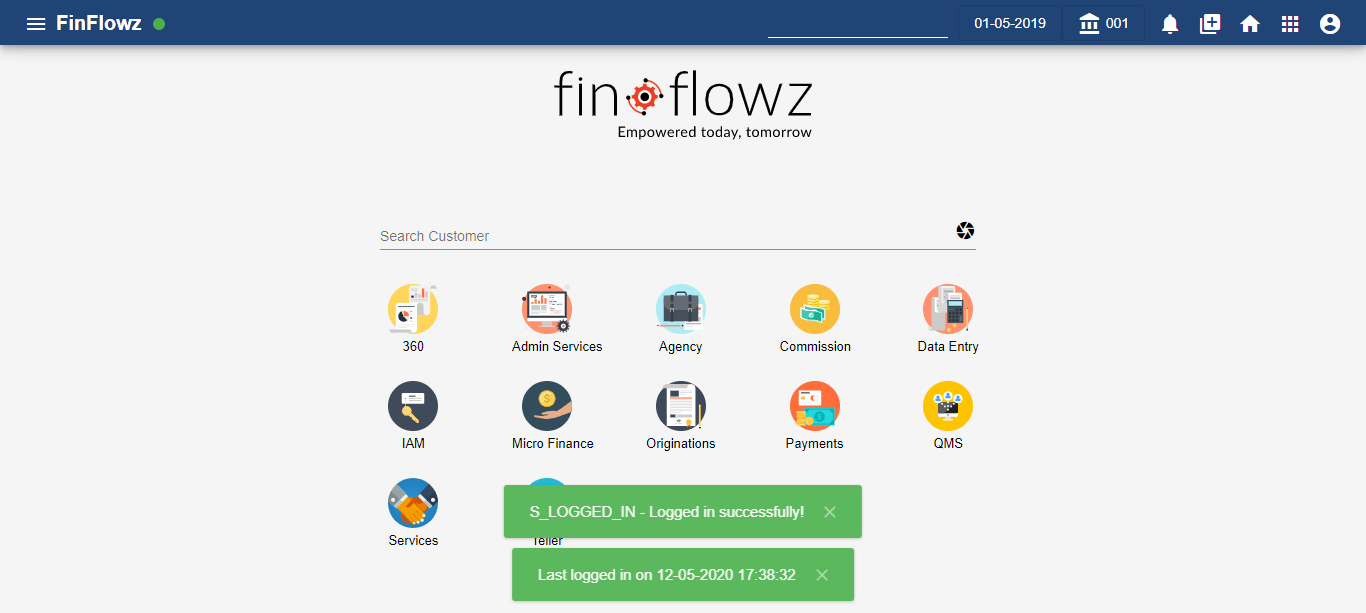 FinFlowz
01-05-2019
001
fin flowz
Empowered today, tomorrow
Search Customer
360
Admin Services
Agency
Commission
Data Entry
IAM
Micro Finance
Originations
Payments
QMS
Services
Teller
S_LOGGED_IN - Logged in successfully!
Last logged in on 12-05-2020 17:38:32